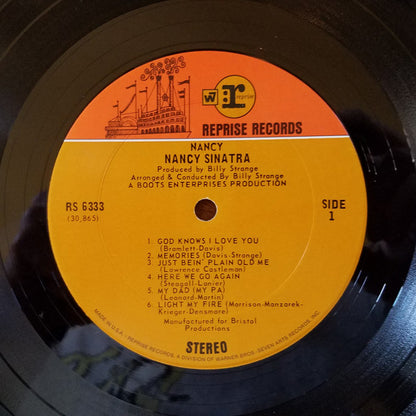 W7
r
reprise
REPRISE RECORDS
NANCY
NANCY SINATRA
Produced by Billy Strange
Arranged & Conducted By Billy Strange
A BOOTS ENTERPRISES PRODUCTION
RS 6333
(30,865)
SIDE
1
1 GOD KNOWS I LOVE YOU
(Bramlett-Davis)
2. MEMORIES (Davis-Strange)
3. JUST BEIN' PLAIN OLD ME
(Lawrence Castleman)
4. HERE WE GO AGAIN
(Steagall-Lanier)
5. MY DAD (MY PA)
(Leonard-Martin)
6. LIGHT MY FIRE (Morrison-Manzarek-
Krieger-Densmore)
Manufactured for Bristol
Productions
STEREO
MADE IN U.S.A. • REPRISE RECORDS, A DIVISION OF WARNER BROS.-SEVEN ARTS RECORDS, INC.